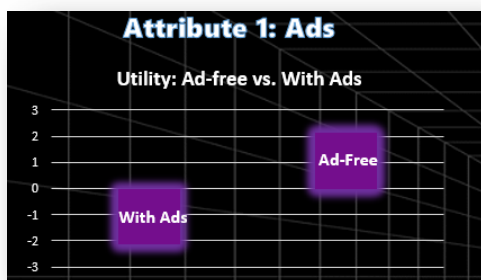 Attribute 1: Ads
Utility: Ad-free vs. With Ads
3
2
1
Ad-Free
0
-1
With Ads
-2
-3